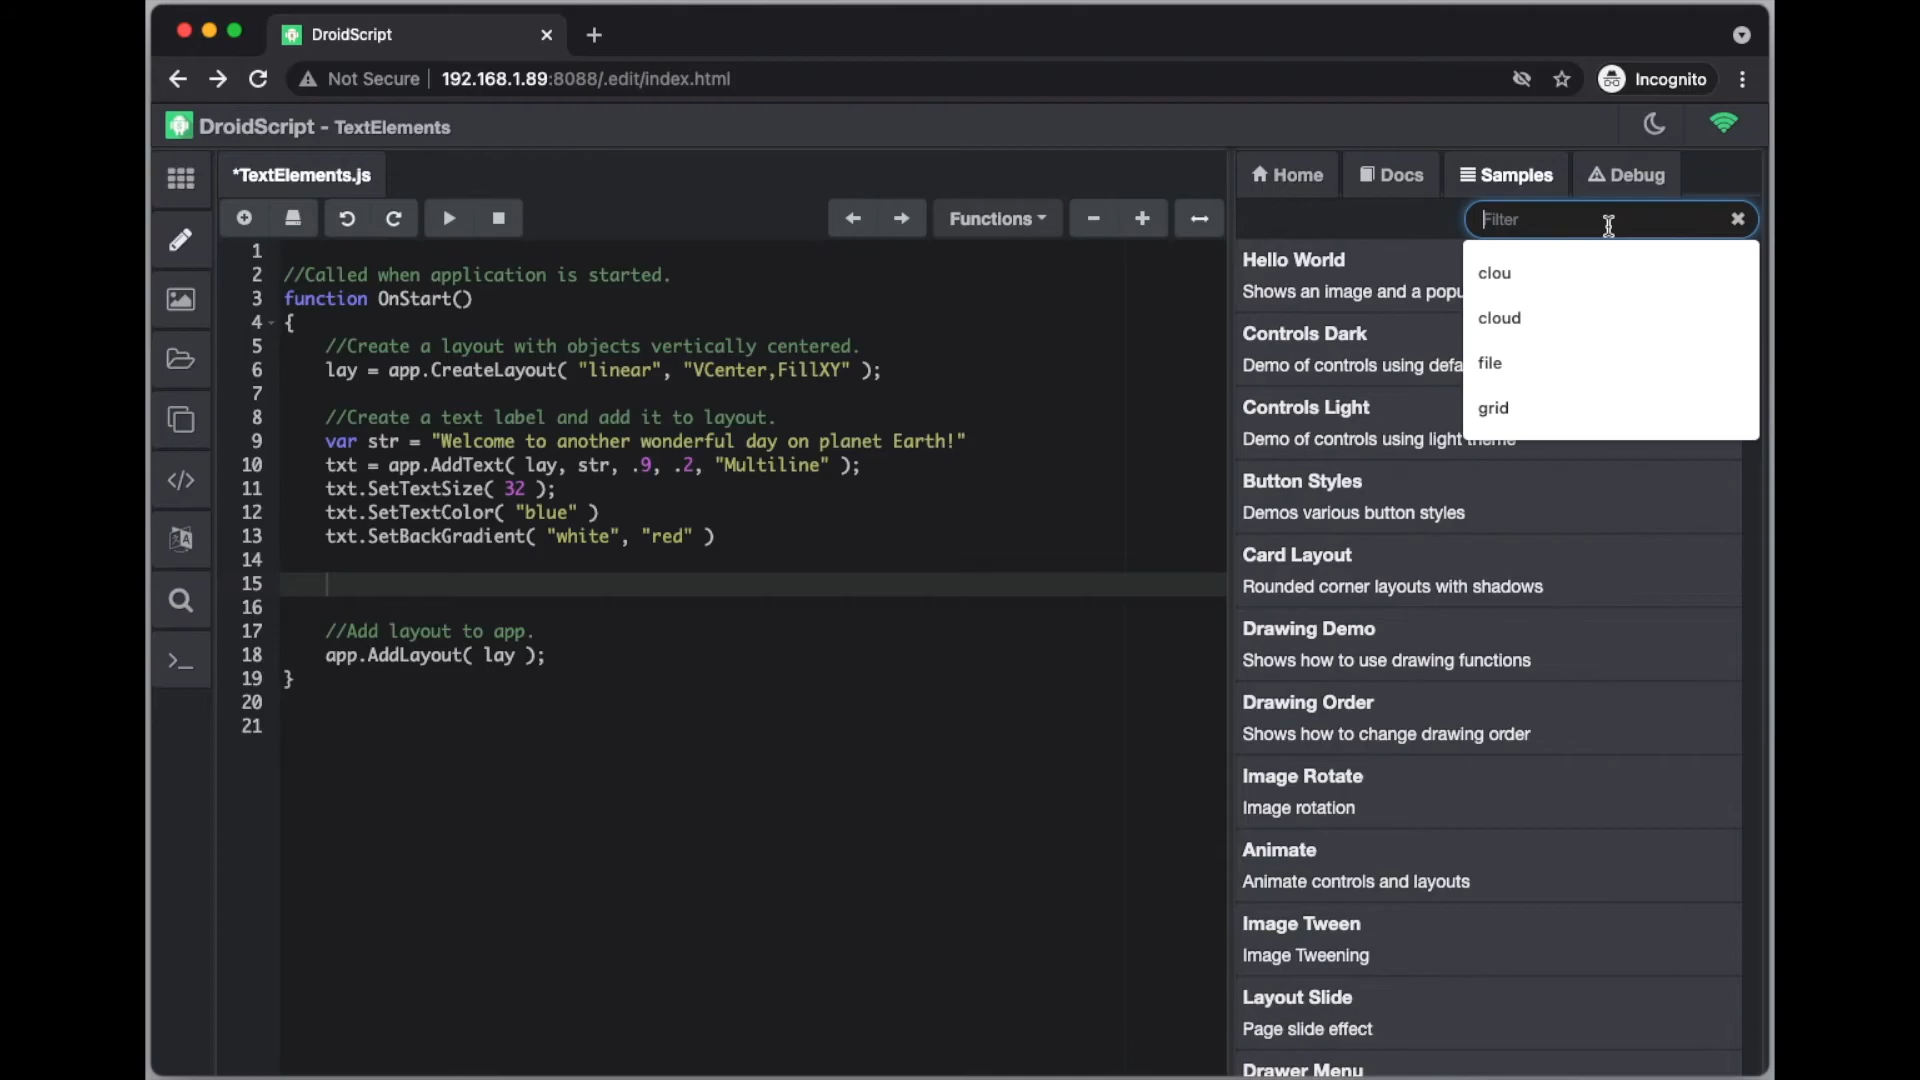 DroidScript
Not Secure 192.168.1.89:8088/.edit/index.html Incognito
DroidScript - TextElements
*TextElements.js
Home Docs Samples Debug
Functions
Filter
clou
cloud
file
grid
1
2 //Called when application is started.
3 function OnStart()
4 {
5 //Create a layout with objects vertically centered.
6 lay = app.CreateLayout( "linear", "VCenter,FillXY" );
7
8 //Create a text label and add it to layout.
9 var str = "Welcome to another wonderful day on planet Earth!"
10 txt = app.AddText( lay, str, .9, .2, "Multiline" );
11 txt.SetTextSize( 32 );
12 txt.SetTextColor( "blue" )
13 txt.SetBackGradient( "white", "red" )
14
15
16
17 //Add layout to app.
18 app.AddLayout( lay );
19 }
20
21
Hello World
Shows an image and a popu
Controls Dark
Demo of controls using defa
Controls Light
Demo of controls using light theme
Button Styles
Demos various button styles
Card Layout
Rounded corner layouts with shadows
Drawing Demo
Shows how to use drawing functions
Drawing Order
Shows how to change drawing order
Image Rotate
Image rotation
Animate
Animate controls and layouts
Image Tween
Image Tweening
Layout Slide
Page slide effect
Drawer Menu